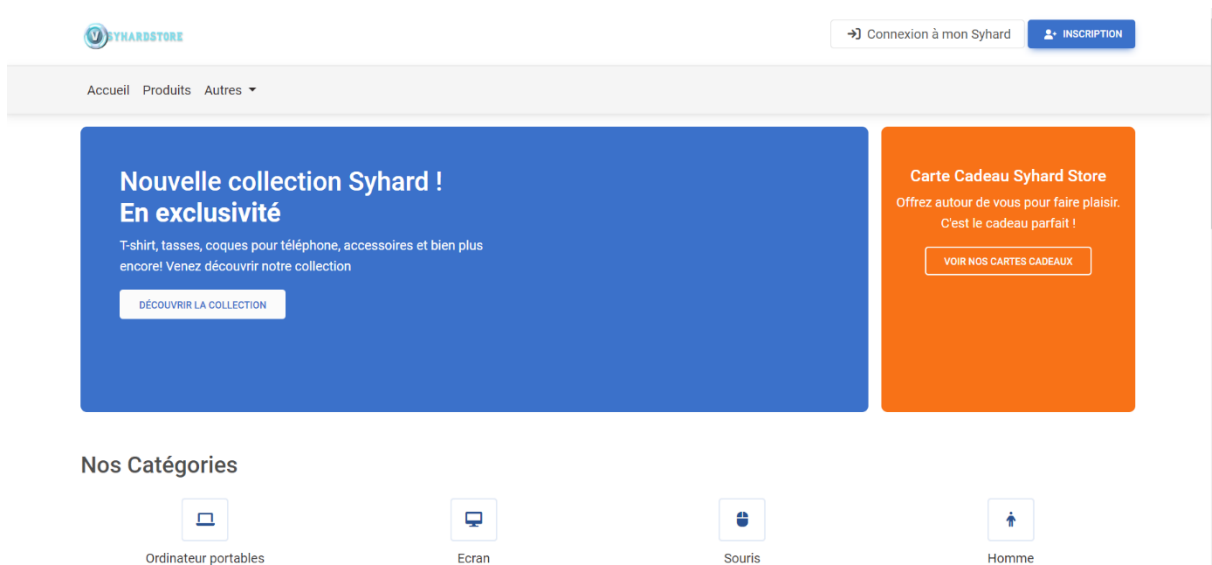 VSYHARDSTORE
Connexion à mon Syhard
INSCRIPTION
Accueil Produits Autres
Nouvelle collection Syhard !
En exclusivité
T-shirt, tasses, coques pour téléphone, accessoires et bien plus
encore! Venez découvrir notre collection
DÉCOUVRIR LA COLLECTION
Carte Cadeau Syhard Store
Offrez autour de vous pour faire plaisir.
C'est le cadeau parfait !
VOIR NOS CARTES CADEAUX
Nos Catégories
Ordinateur portables
Ecran
Souris
Homme